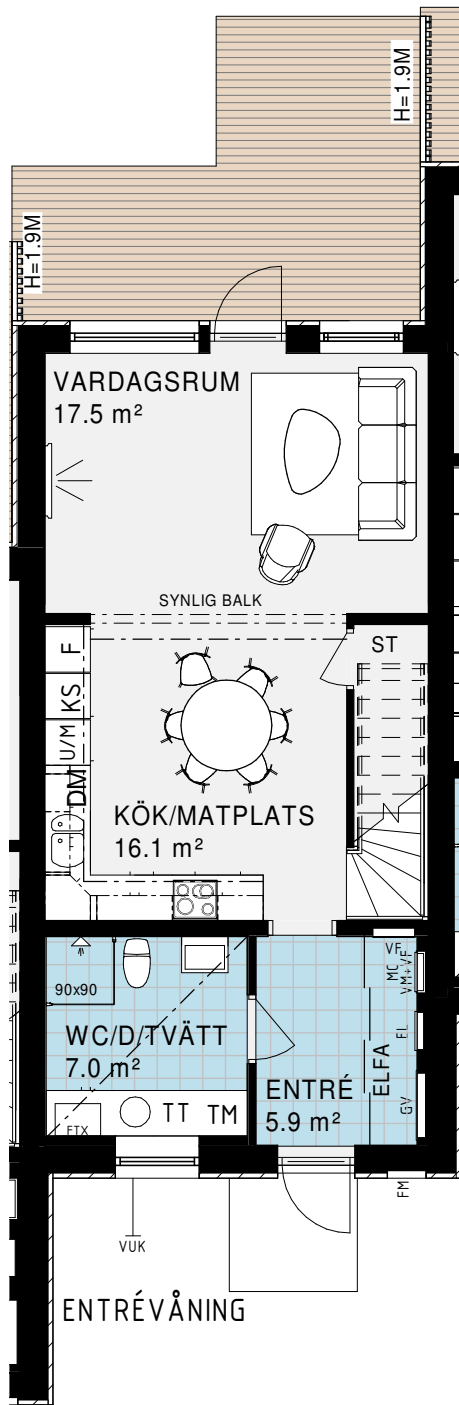 H=1.9M
H=1.9M
VARDAGSRUM
17.5 m²
SYNLIG BALK
ST
F
KS
U/M
DM
KÖK/MATPLATS
16.1 m²
VF
MC
VM+VF
90x90
WC/D/TVÄTT
7.0 m²
EL
ELFA
ENTRÉ
5.9 m²
GV
FTX
TT
TM
FM
VUK
ENTRÉVÅNING